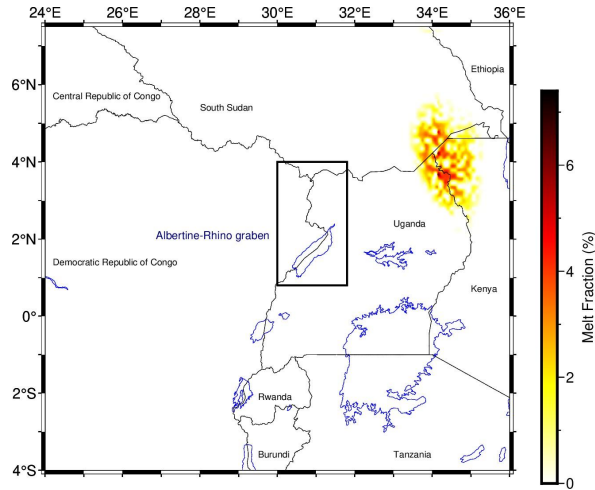 24°E 26°E 28°E 30°E 32°E 34°E 36°E
Ethiopia
6°N
Central Republic of Congo
South Sudan
6
4°N
Uganda
Albertine-Rhino graben
2°N
4
Democratic Republic of Congo
Kenya
Melt Fraction (%)
0°
2
2°S
Rwanda
Burundi
Tanzania
4°S
0